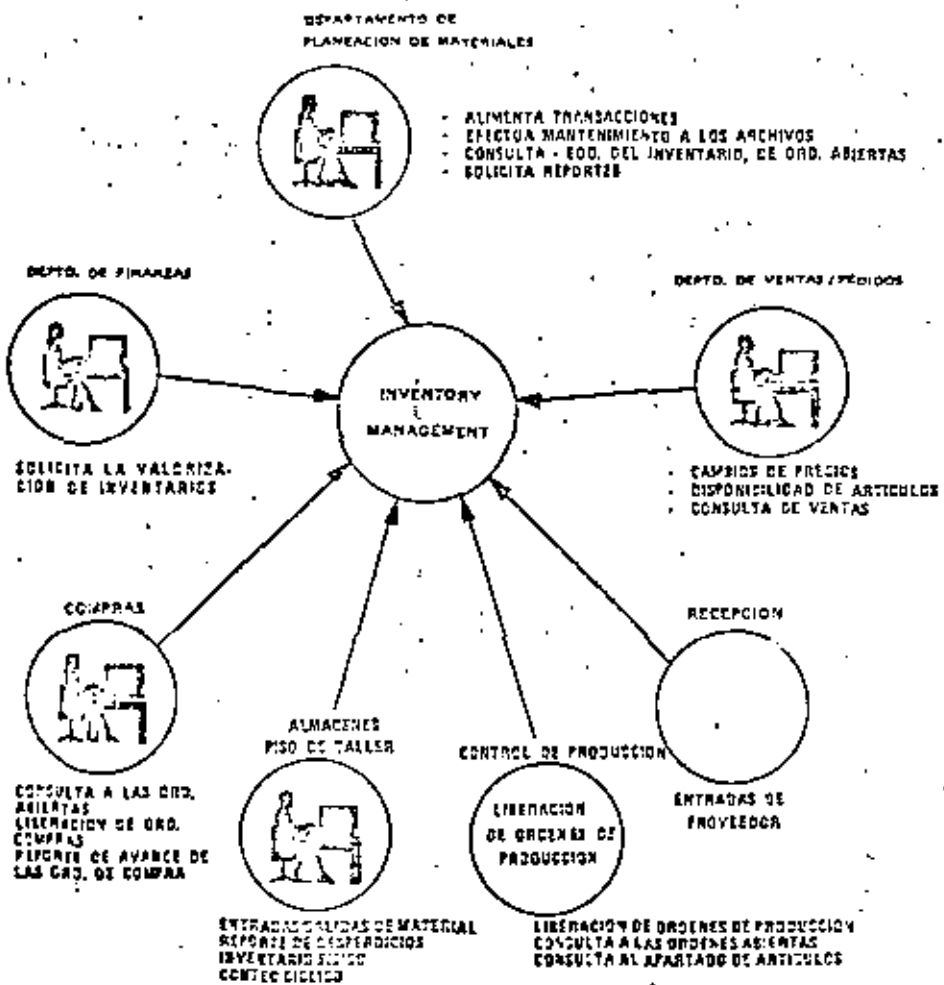 DEPARTAMENTO DE
PLANEACION DE MATERIALES
- ALIMENTA TRANSACCIONES
- EFECTUA MANTENIMIENTO A LOS ARCHIVOS
- CONSULTA - EDO. DEL INVENTARIO, DE ORD. ABIERTAS
- SOLICITA REPORTES
DEPTO. DE FINANZAS
SOLICITA LA VALORIZA-
CION DE INVENTARIOS
DEPTO. DE VENTAS/PEDIDOS
- CAMBIOS DE PRECIOS
- DISPONIBILIDAD DE ARTICULOS
- CONSULTA DE VENTAS
INVENTORY
MANAGEMENT
COMPRAS
CONSULTA A LAS ORD.
ABIERTAS
LIBERACION DE ORD.
COMPRAS
REPORTE DE AVANCE DE
LAS ORD. DE COMPRA
ALMACENES
PISO DE TALLER
ENTRADAS SALIDAS DE MATERIAL
REPORTE DE DESPERDICIOS
INVENTARIO FISICO
CONTEO CICLICO
CONTROL DE PRODUCCION
LIBERACION
DE ORDENES DE
PRODUCCION
LIBERACION DE ORDENES DE PRODUCCION
CONSULTA A LAS ORDENES ABIERTAS
CONSULTA AL APARTADO DE ARTICULOS
RECEPCION
ENTRADAS DE
PROVEEDOR